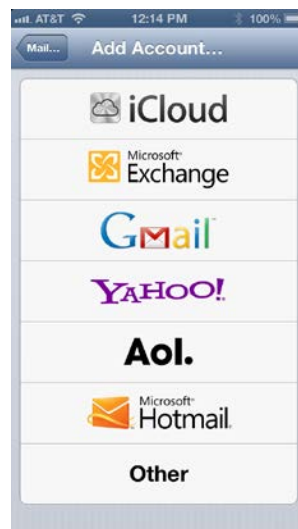 AT&T 12:14 PM 100%
Mail... Add Account...
iCloud
Microsoft
Exchange
Gmail
YAHOO!
Aol.
Microsoft
Hotmail
Other